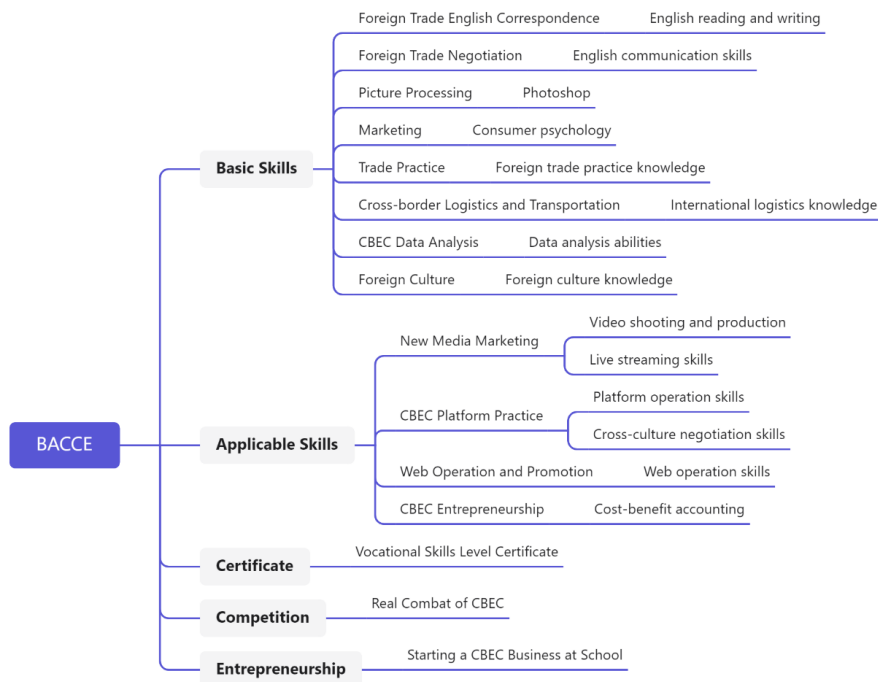 BACCE
Basic Skills
Foreign Trade English Correspondence English reading and writing
Foreign Trade Negotiation English communication skills
Picture Processing Photoshop
Marketing Consumer psychology
Trade Practice Foreign trade practice knowledge
Cross-border Logistics and Transportation International logistics knowledge
CBEC Data Analysis Data analysis abilities
Foreign Culture Foreign culture knowledge
Applicable Skills
New Media Marketing
Video shooting and production
Live streaming skills
CBEC Platform Practice
Platform operation skills
Cross-culture negotiation skills
Web Operation and Promotion Web operation skills
CBEC Entrepreneurship Cost-benefit accounting
Certificate
Vocational Skills Level Certificate
Competition
Real Combat of CBEC
Entrepreneurship
Starting a CBEC Business at School